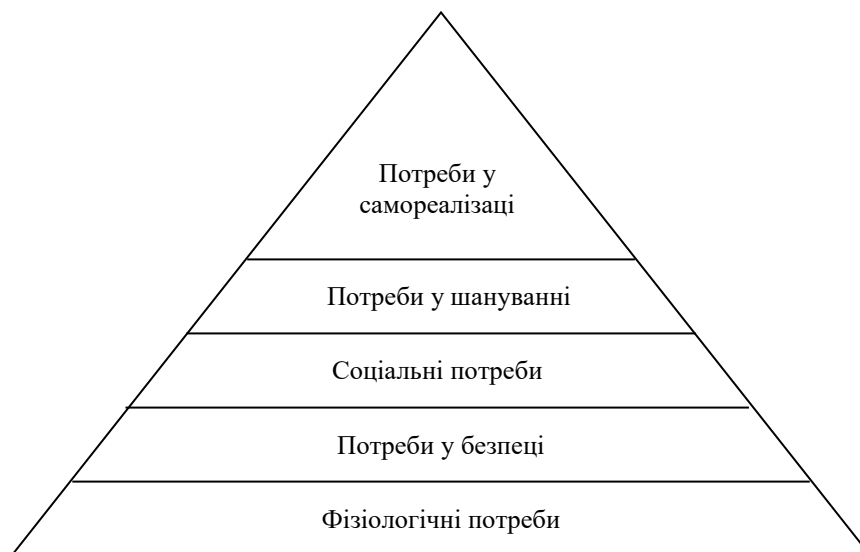 Потреби у
самореалізаці
Потреби у шануванні
Соціальні потреби
Потреби у безпеці
Фізіологічні потреби